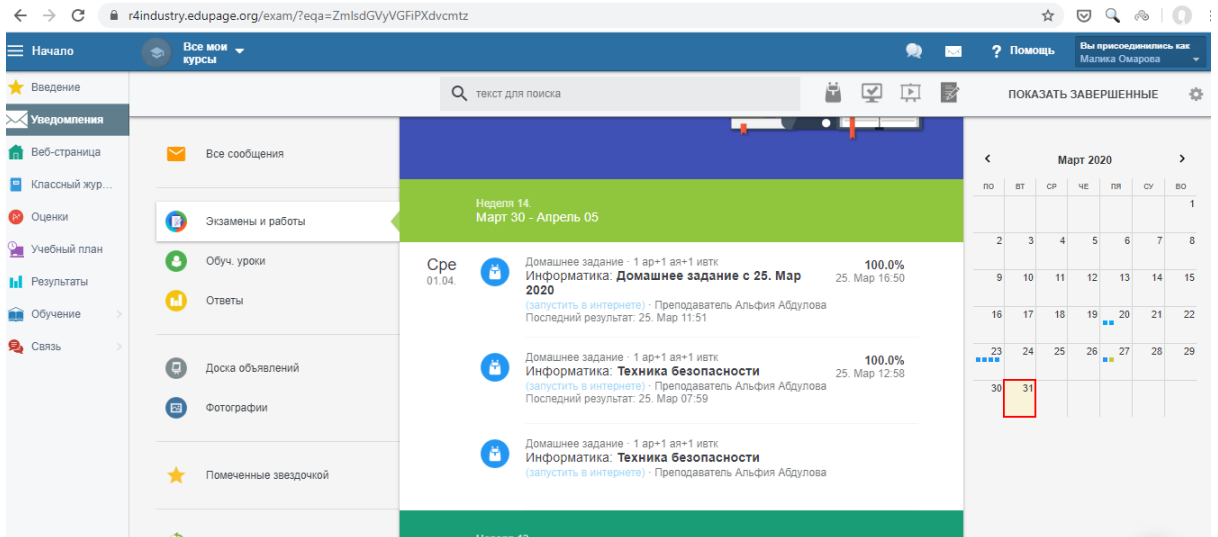 r4industry.edupage.org/exam/?eqa=ZmlsdGVyVGFiPXdvcmtz
Начало
Все мои курсы
? Помощь
Вы присоединились как
Малика Омарова
Введение
Уведомления
Веб-страница
Классный жур...
Оценки
Учебный план
Результаты
Обучение
Связь
текст для поиска
ПОКАЗАТЬ ЗАВЕРШЕННЫЕ
Все сообщения
Экзамены и работы
Обуч. уроки
Ответы
Доска объявлений
Фотографии
Помеченные звездочкой
Неделя 14.
Март 30 - Апрель 05
Сре
01.04.
Домашнее задание · 1 ар+1 ая+1 ивтк
Информатика: Домашнее задание с 25. Мар
2020
(запустить в интернете) · Преподаватель Альфия Абдулова
Последний результат: 25. Мар 11:51
100.0%
25. Мар 16:50
Домашнее задание · 1 ар+1 ая+1 ивтк
Информатика: Техника безопасности
(запустить в интернете) · Преподаватель Альфия Абдулова
Последний результат: 25. Мар 07:59
100.0%
25. Мар 12:58
Домашнее задание · 1 ар+1 ая+1 ивтк
Информатика: Техника безопасности
(запустить в интернете) · Преподаватель Альфия Абдулова
Март 2020
ПО ВТ СР ЧЕ ПЯ СУ ВО
1
2 3 4 5 6 7 8
9 10 11 12 13 14 15
16 17 18 19 20 21 22
23 24 25 26 27 28 29
30 31